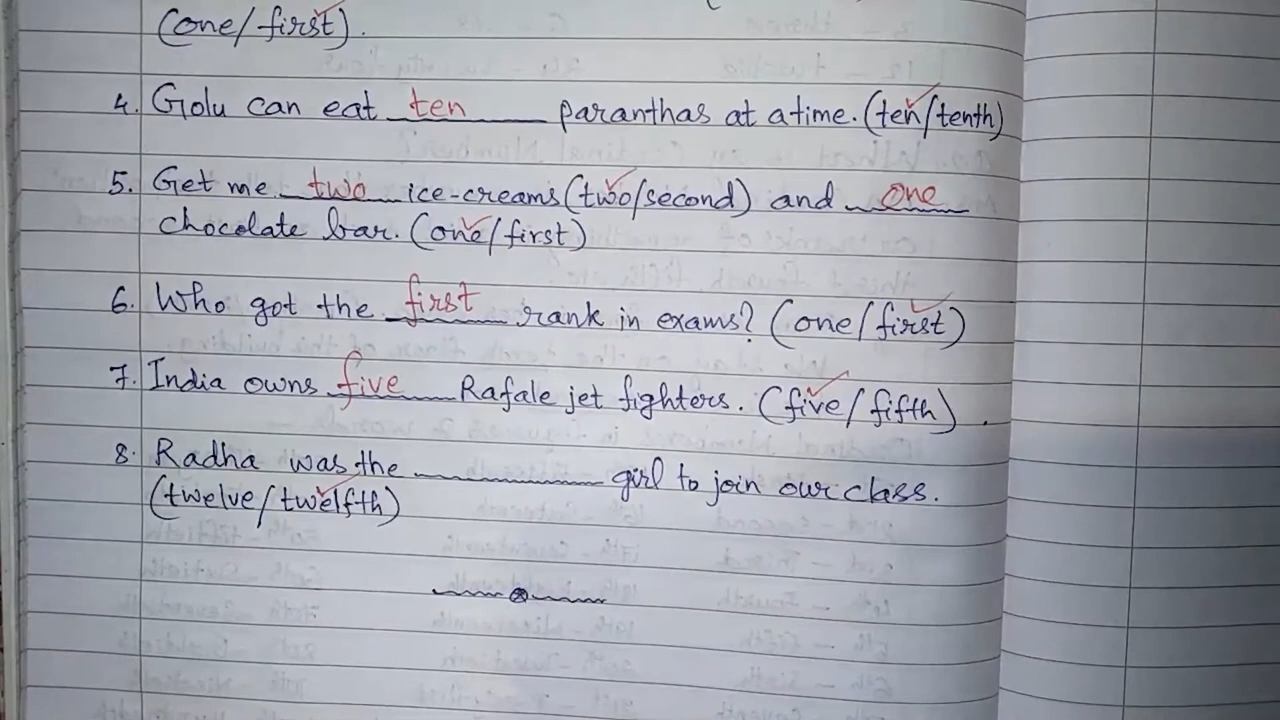 (one/first).
4. Golu can eat ten paranthas at a time. (ten/tenth)
5. Get me two ice-creams (two/second) and one
chocolate bar. (one/first)
6. Who got the first rank in exams? (one/first)
7. India owns five Rafale jet fighters. (five/fifth).
8. Radha was the ________ girl to join our class.
(twelve/twelfth)